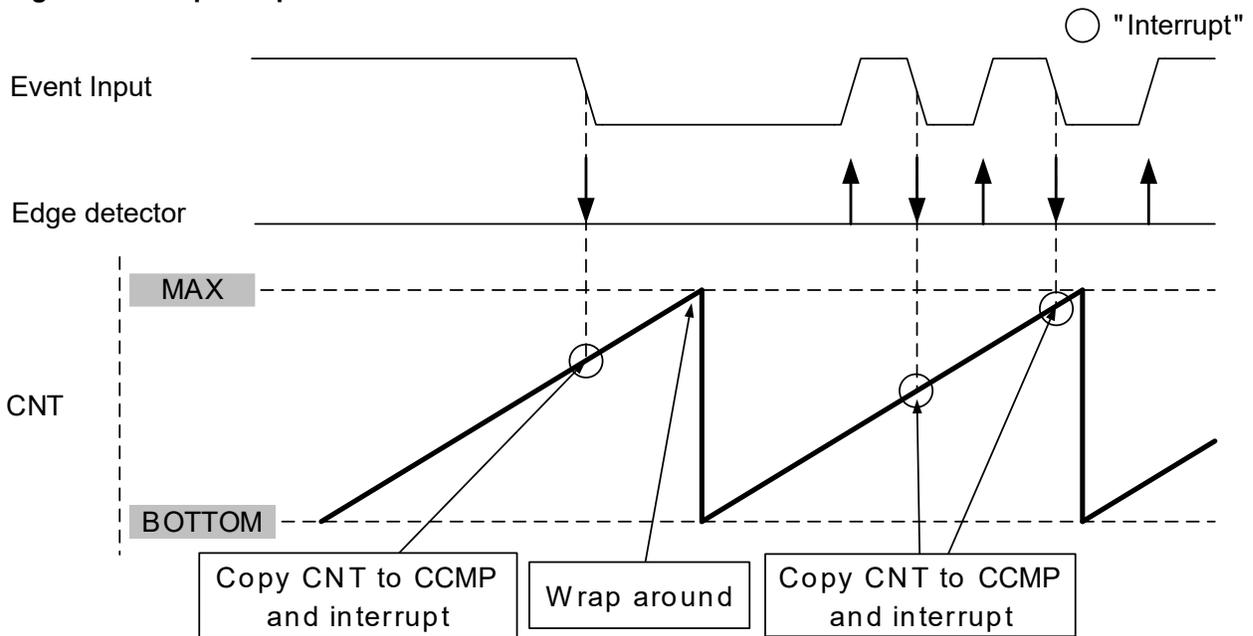 "Interrupt"
Event Input
Edge detector
MAX
CNT
BOTTOM
Copy CNT to CCMP
and interrupt
Wrap around
Copy CNT to CCMP
and interrupt